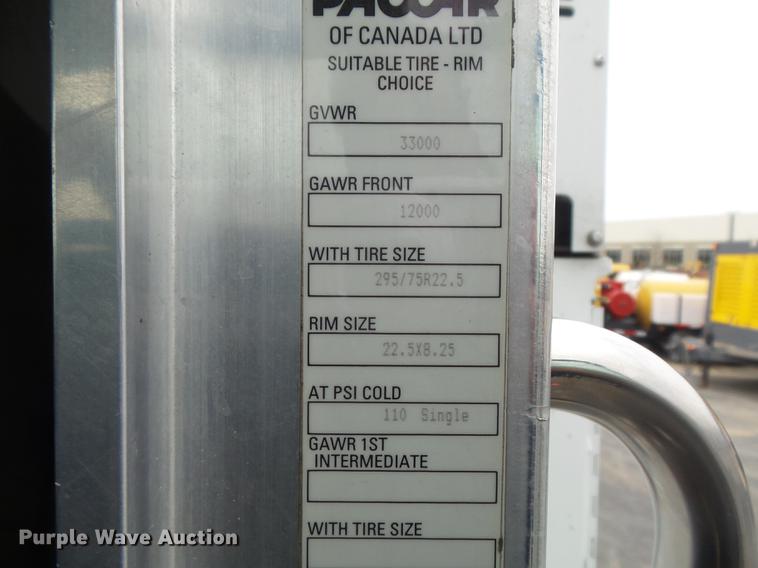 PACCAR
OF CANADA LTD
SUITABLE TIRE - RIM
CHOICE
GVWR
33000
GAWR FRONT
12000
WITH TIRE SIZE
295/75R22.5
RIM SIZE
22.5X8.25
AT PSI COLD
110 Single
GAWR 1ST
INTERMEDIATE
WITH TIRE SIZE
Purple Wave Auction